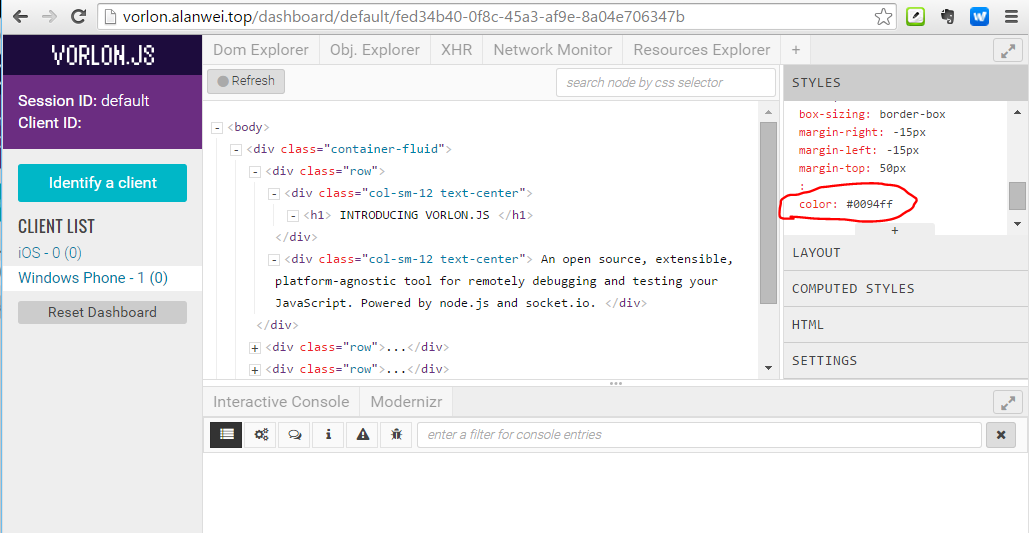 vorlon.alanwei.top/dashboard/default/fed34b40-0f8c-45a3-af9e-8a04e706347b
VORLON.JS
Session ID: default
Client ID:
Identify a client
CLIENT LIST
iOS - 0 (0)
Windows Phone - 1 (0)
Reset Dashboard
Dom Explorer Obj. Explorer XHR Network Monitor Resources Explorer +
Refresh search node by css selector
- <body>
- <div class="container-fluid">
- <div class="row">
- <div class="col-sm-12 text-center">
- <h1> INTRODUCING VORLON.JS </h1>
</div>
- <div class="col-sm-12 text-center"> An open source, extensible,
platform-agnostic tool for remotely debugging and testing your
JavaScript. Powered by node.js and socket.io. </div>
</div>
+ <div class="row">...</div>
+ <div class="row">...</div>
STYLES
box-sizing: border-box
margin-right: -15px
margin-left: -15px
margin-top: 50px
:
color: #0094ff
+
LAYOUT
COMPUTED STYLES
HTML
SETTINGS
Interactive Console Modernizr
enter a filter for console entries